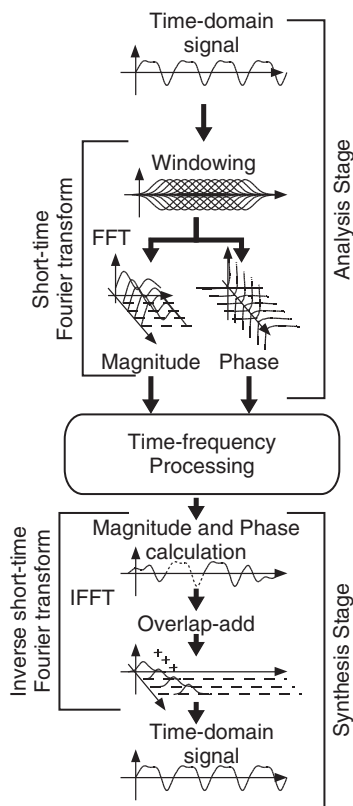 Time-domain
signal
Analysis Stage
Windowing
Short-time
Fourier transform
FFT
Magnitude
Phase
Time-frequency
Processing
Magnitude and Phase
calculation
Inverse short-time
Fourier transform
IFFT
Overlap-add
+
+
+
Synthesis Stage
Time-domain
signal